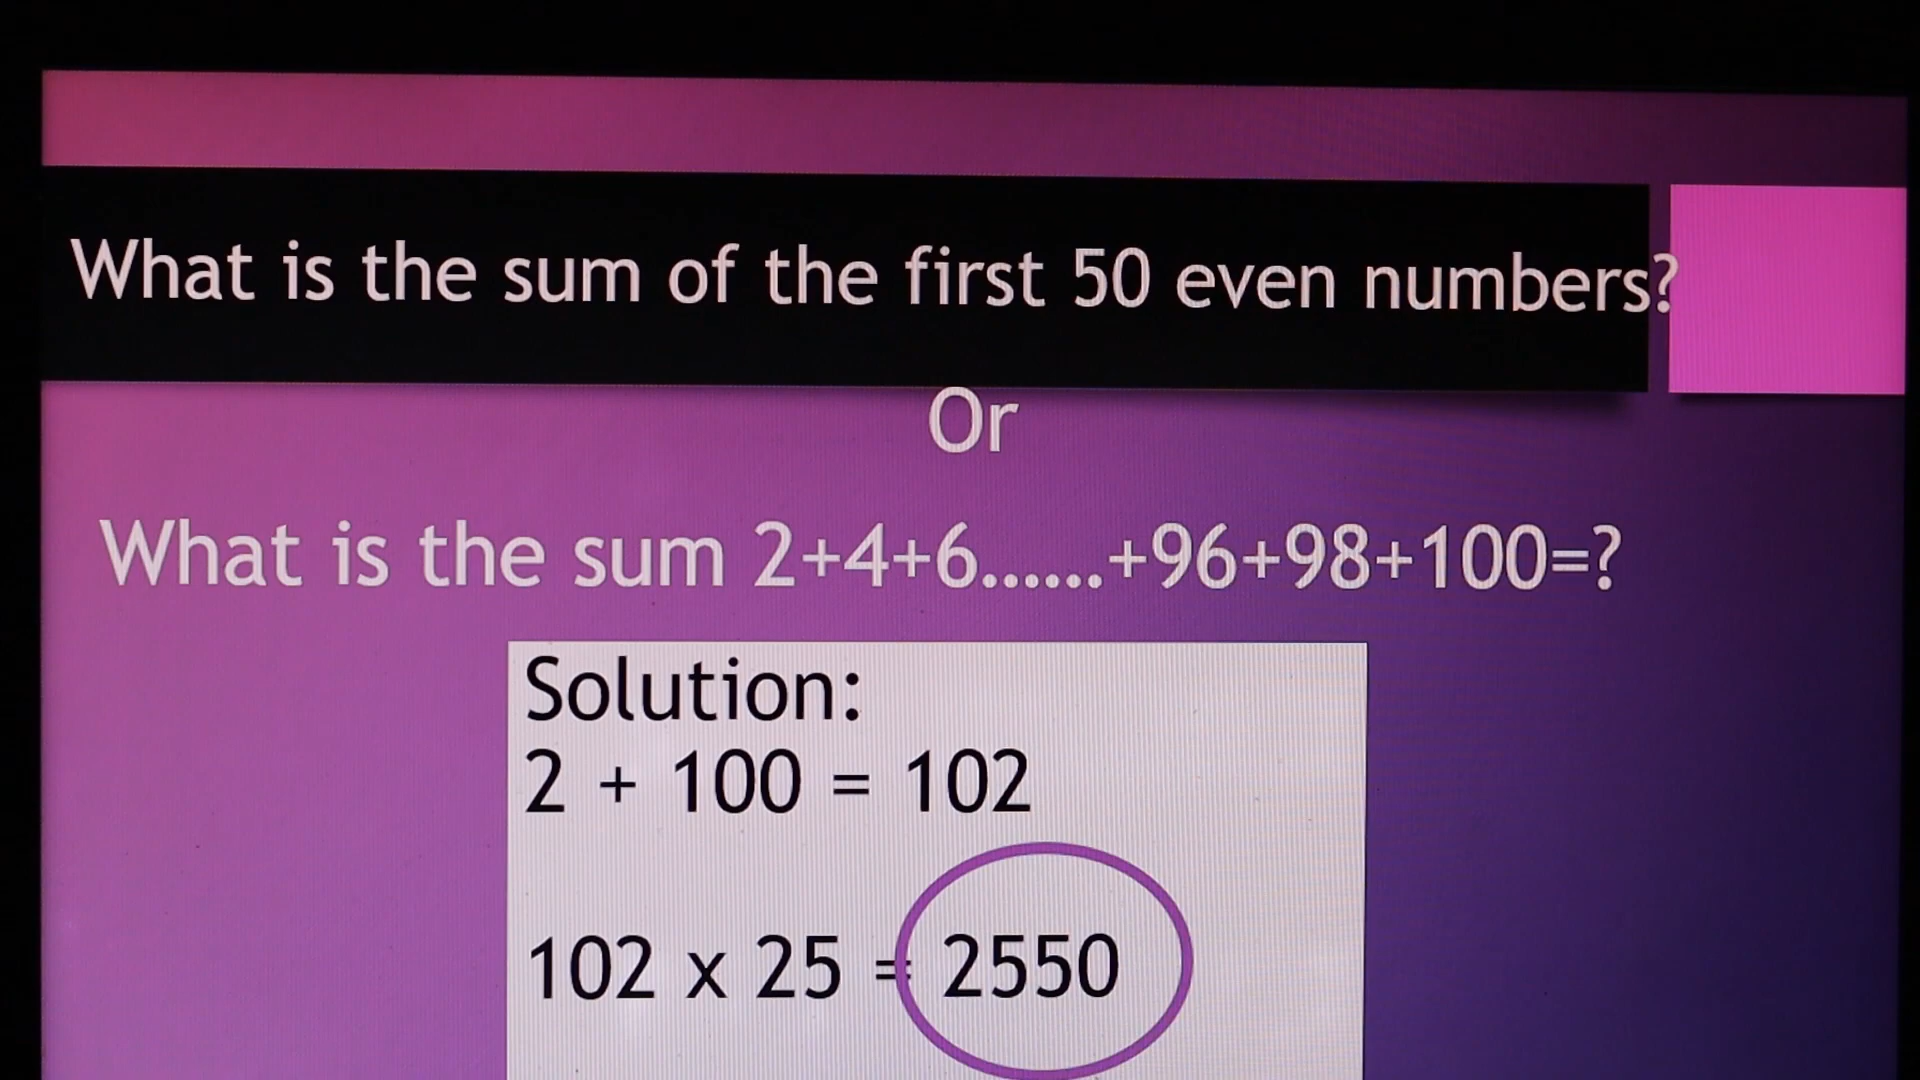 What is the sum of the first 50 even numbers?
Or
What is the sum 2+4+6......+96+98+100=?
Solution:
2 + 100 = 102
102 x 25 = 2550